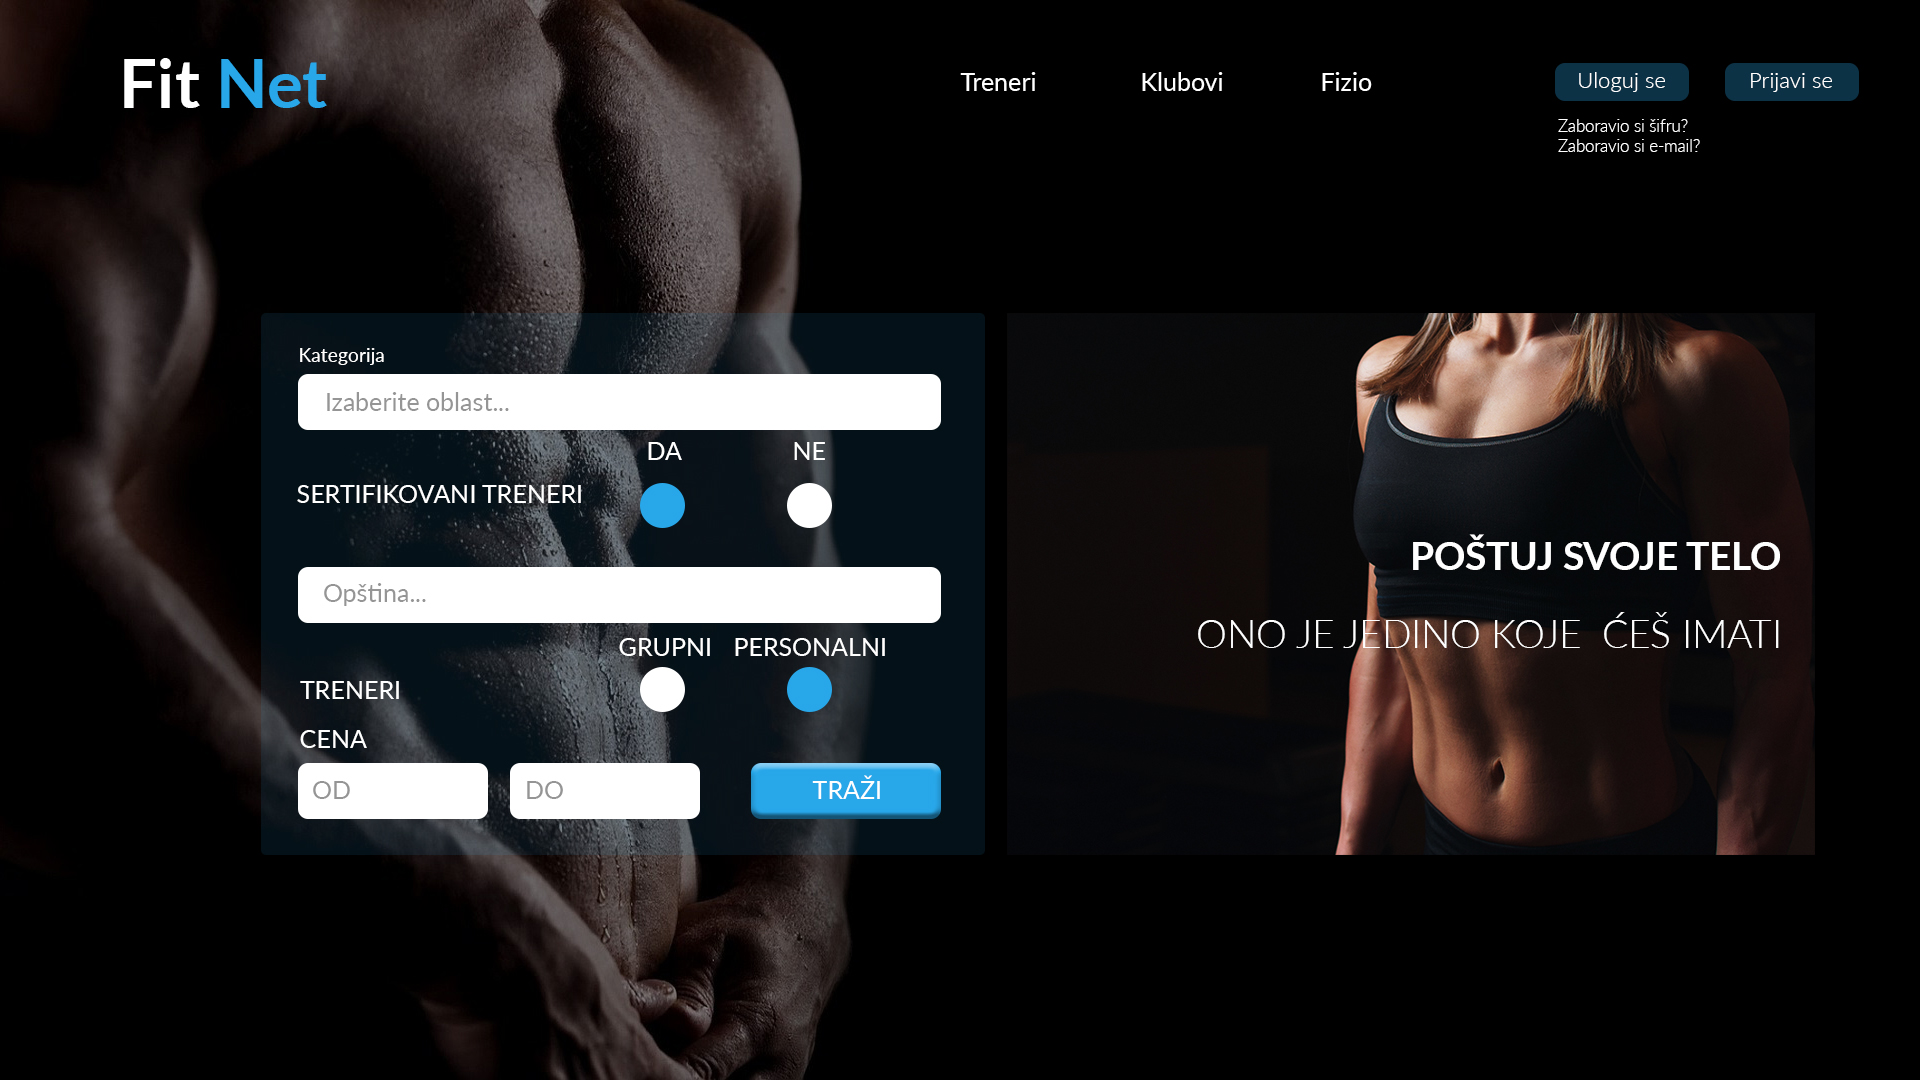 Fit Net
Treneri
Klubovi
Fizio
Uloguj se
Prijavi se
Zaboravio si šifru?
Zaboravio si e-mail?
Kategorija
Izaberite oblast...
DA
NE
SERTIFIKOVANI TRENERI
Opština...
GRUPNI
PERSONALNI
TRENERI
CENA
OD
DO
TRAŽI
POŠTUJ SVOJE TELO
ONO JE JEDINO KOJE ĆEŠ IMATI